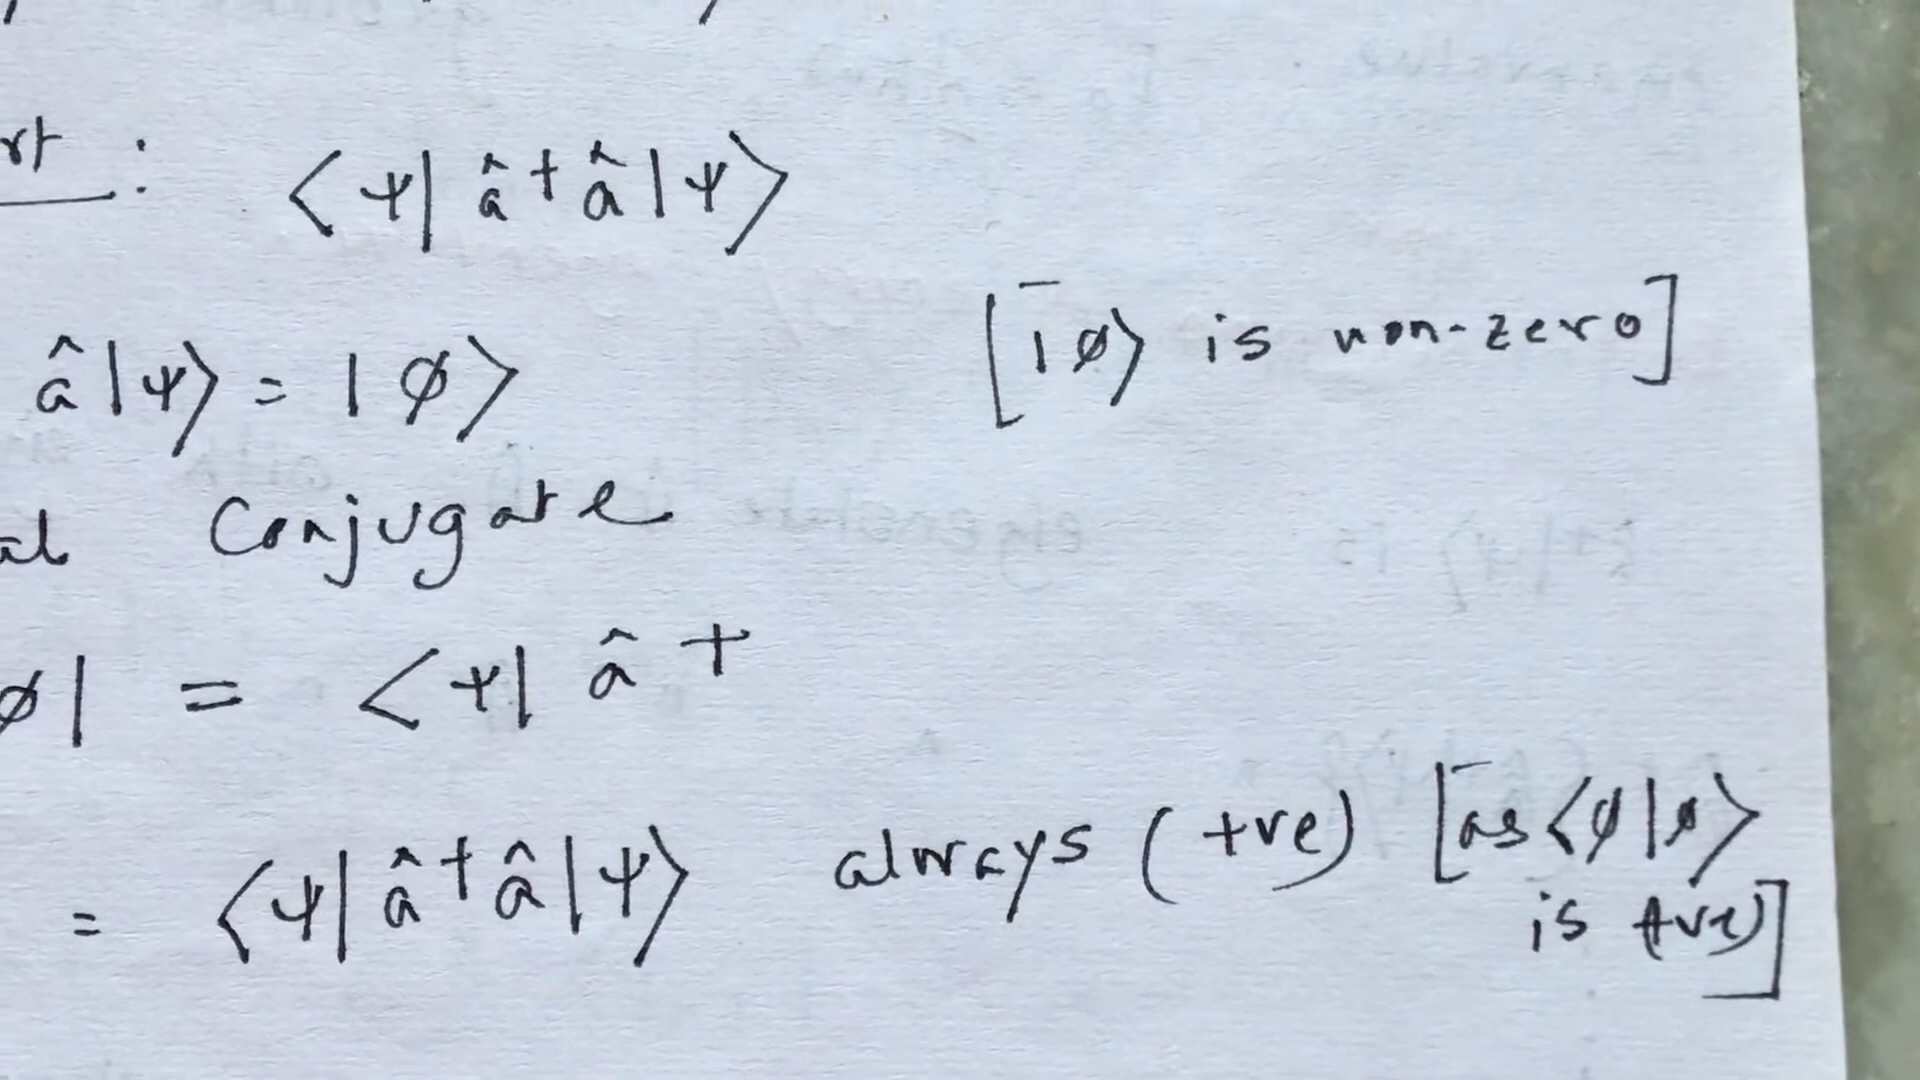 rt : ⟨ψ| â† â |ψ⟩
â |ψ⟩ = |φ⟩ [|φ⟩ is non-zero]
al Conjugate
φ| = ⟨ψ| â†
= ⟨ψ| â† â |ψ⟩ always (+ve) [as ⟨φ|φ⟩
is +ve)]